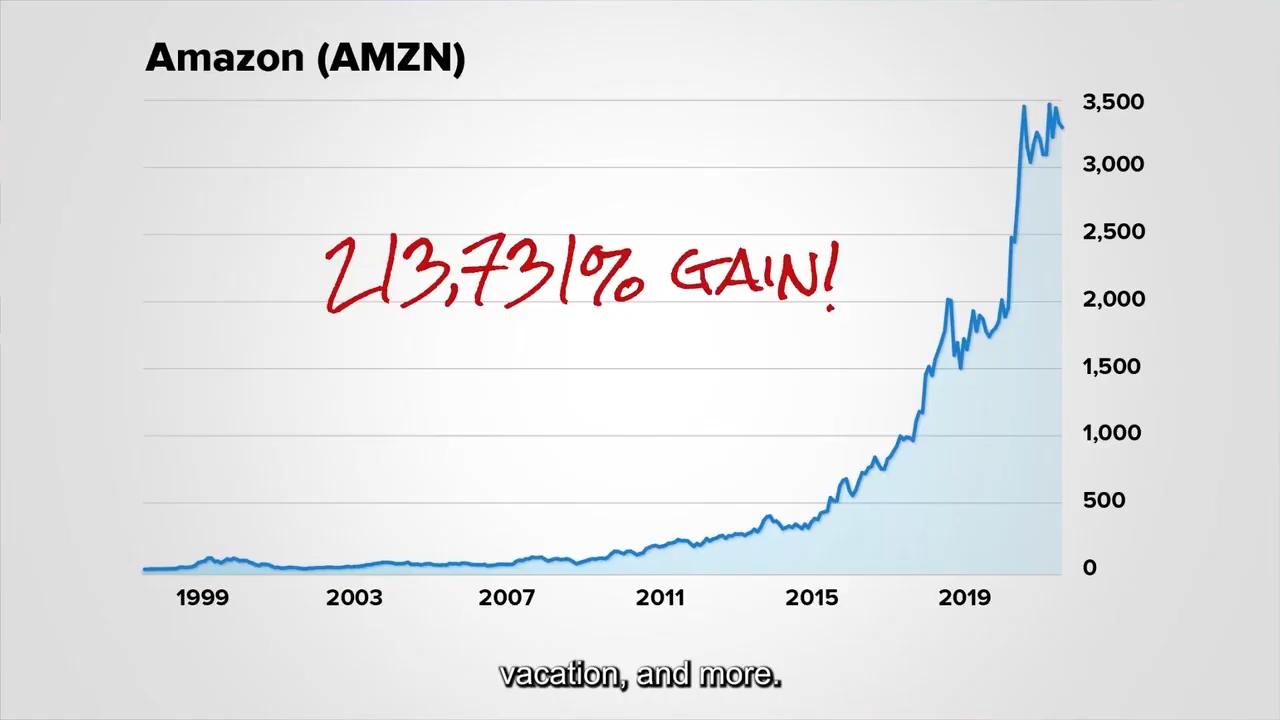 Amazon (AMZN)
3,500
3,000
213,731% GAIN!
2,500
2,000
1,500
1,000
500
0
1999 2003 2007 2011 2015 2019
vacation, and more.